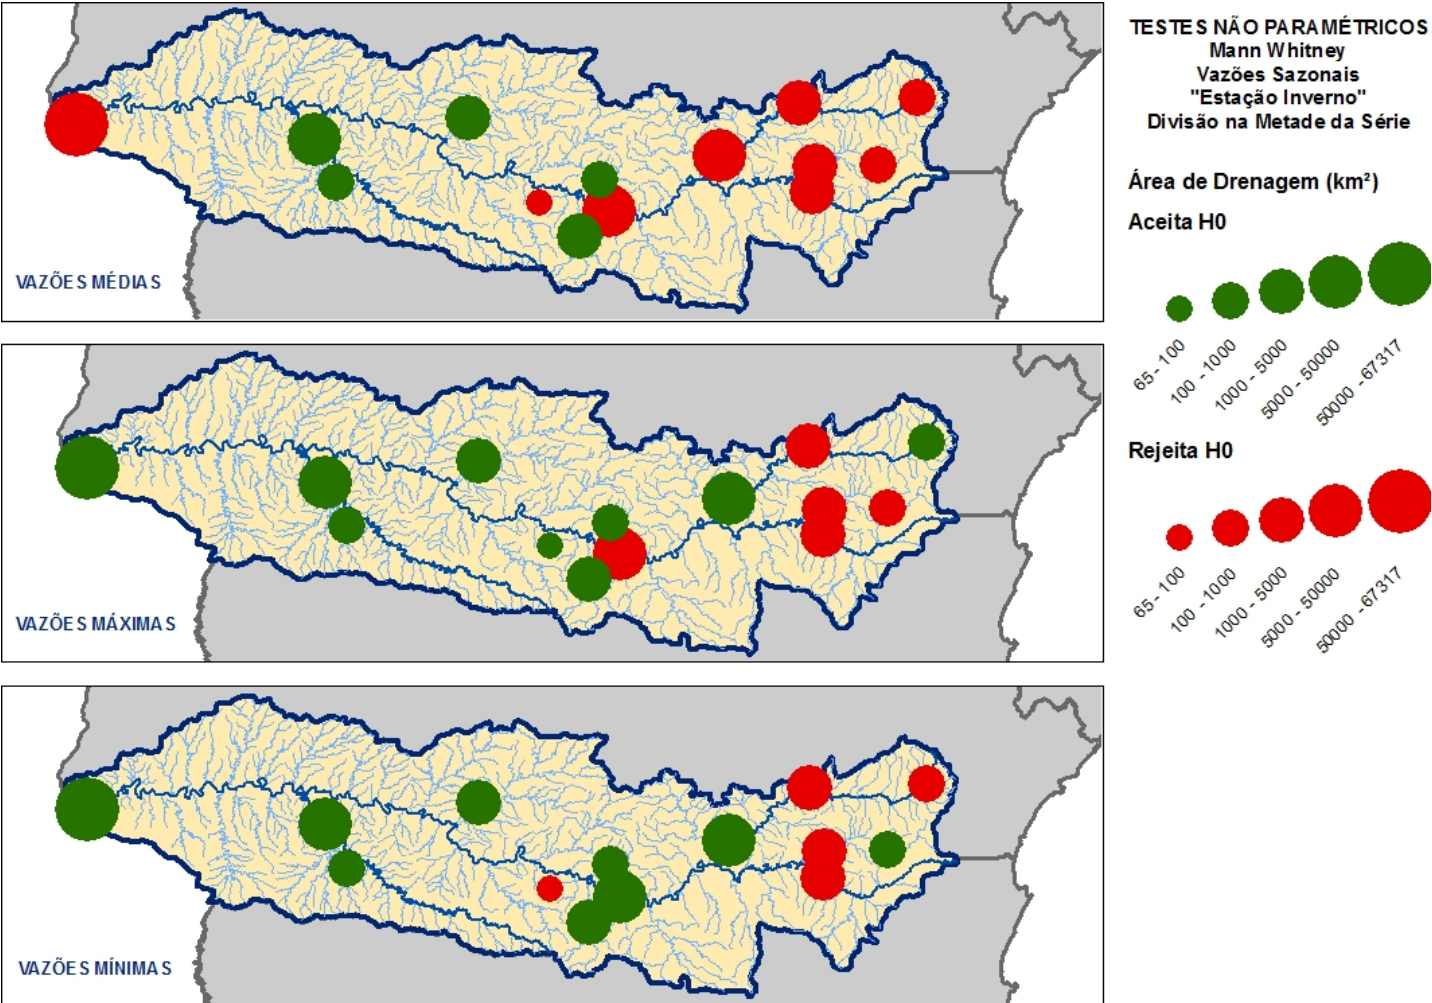 VAZÕES MÉDIAS
VAZÕES MÁXIMAS
VAZÕES MÍNIMAS
TESTES NÃO PARAMÉTRICOS
Mann Whitney
Vazões Sazonais
"Estação Inverno"
Divisão na Metade da Série
Área de Drenagem (km²)
Aceita H0
65 - 100
100 - 1000
1000 - 5000
5000 - 50000
50000 - 67317
Rejeita H0
65 - 100
100 - 1000
1000 - 5000
5000 - 50000
50000 - 67317